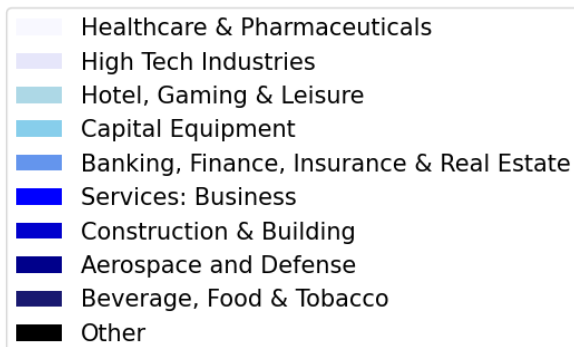 Healthcare & Pharmaceuticals
High Tech Industries
Hotel, Gaming & Leisure
Capital Equipment
Banking, Finance, Insurance & Real Estate
Services: Business
Construction & Building
Aerospace and Defense
Beverage, Food & Tobacco
Other